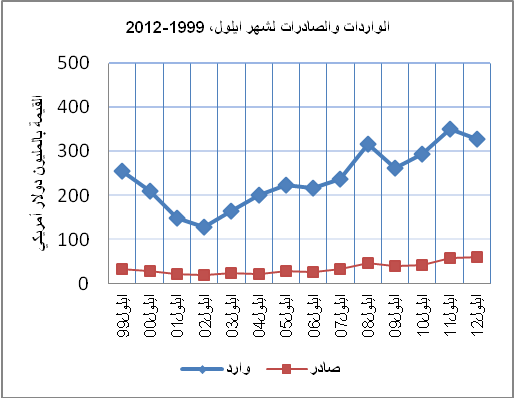 الواردات والصادرات لشهر ايلول، 1999-2012
القيمة بالمليون دولار أمريكي
500
400
300
200
100
0
ايلول99
ايلول00
ايلول01
ايلول02
ايلول03
ايلول04
ايلول05
ايلول06
ايلول07
ايلول08
ايلول09
ايلول10
ايلول11
ايلول12
وارد
صادر